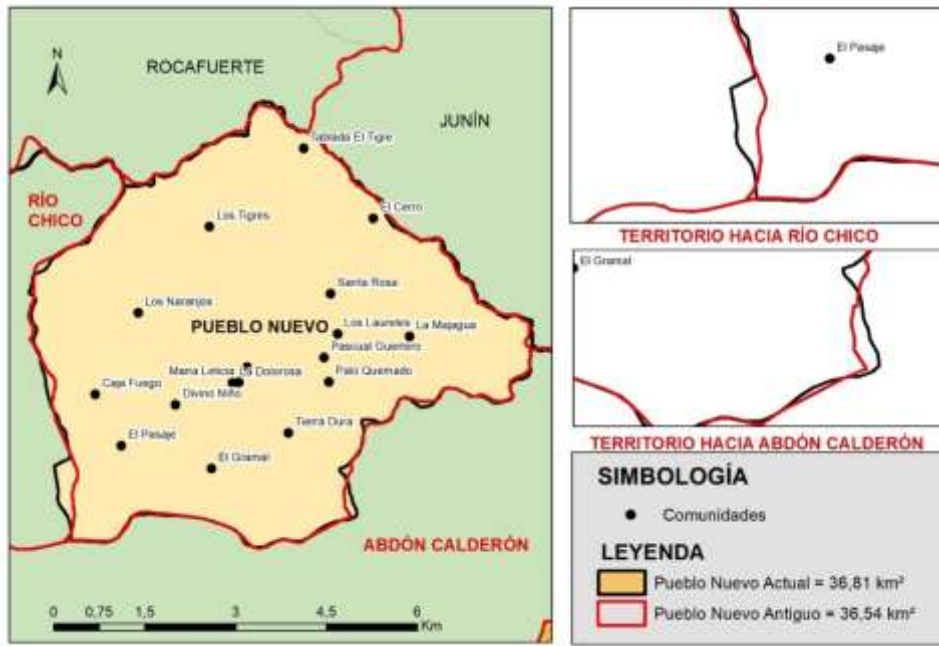 N
ROCAFUERTE
JUNÍN
Tablada El Tigre
RÍO
CHICO
El Cerro
Los Tigres
Santa Rosa
Los Naranjos
PUEBLO NUEVO
Los Laureles
La Majagua
Pascual Guerrero
Maria Leticia
La Dolorosa
Palo Quemado
Caja Fuego
Divino Niño
Tierra Dura
El Pasaje
El Gramal
ABDÓN CALDERÓN
0 0,75 1,5 3 4,5 6
Km
El Pasaje
TERRITORIO HACIA RÍO CHICO
El Gramal
TERRITORIO HACIA ABDÓN CALDERÓN
SIMBOLOGÍA
Comunidades
LEYENDA
Pueblo Nuevo Actual = 36,81 km²
Pueblo Nuevo Antiguo = 36,54 km²